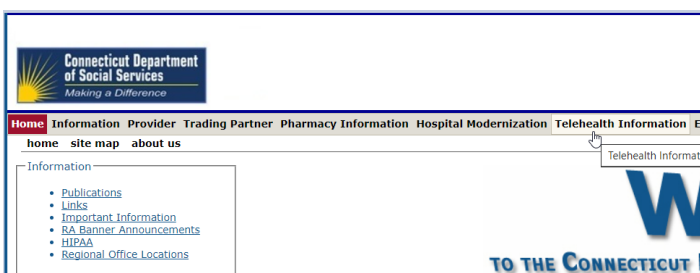 Connecticut Department
of Social Services
Making a Difference
Home Information Provider Trading Partner Pharmacy Information Hospital Modernization Telehealth Information E
home site map about us
Telehealth Informat
Information
Publications
Links
Important Information
RA Banner Announcements
HIPAA
Regional Office Locations
W
TO THE CONNECTICUT